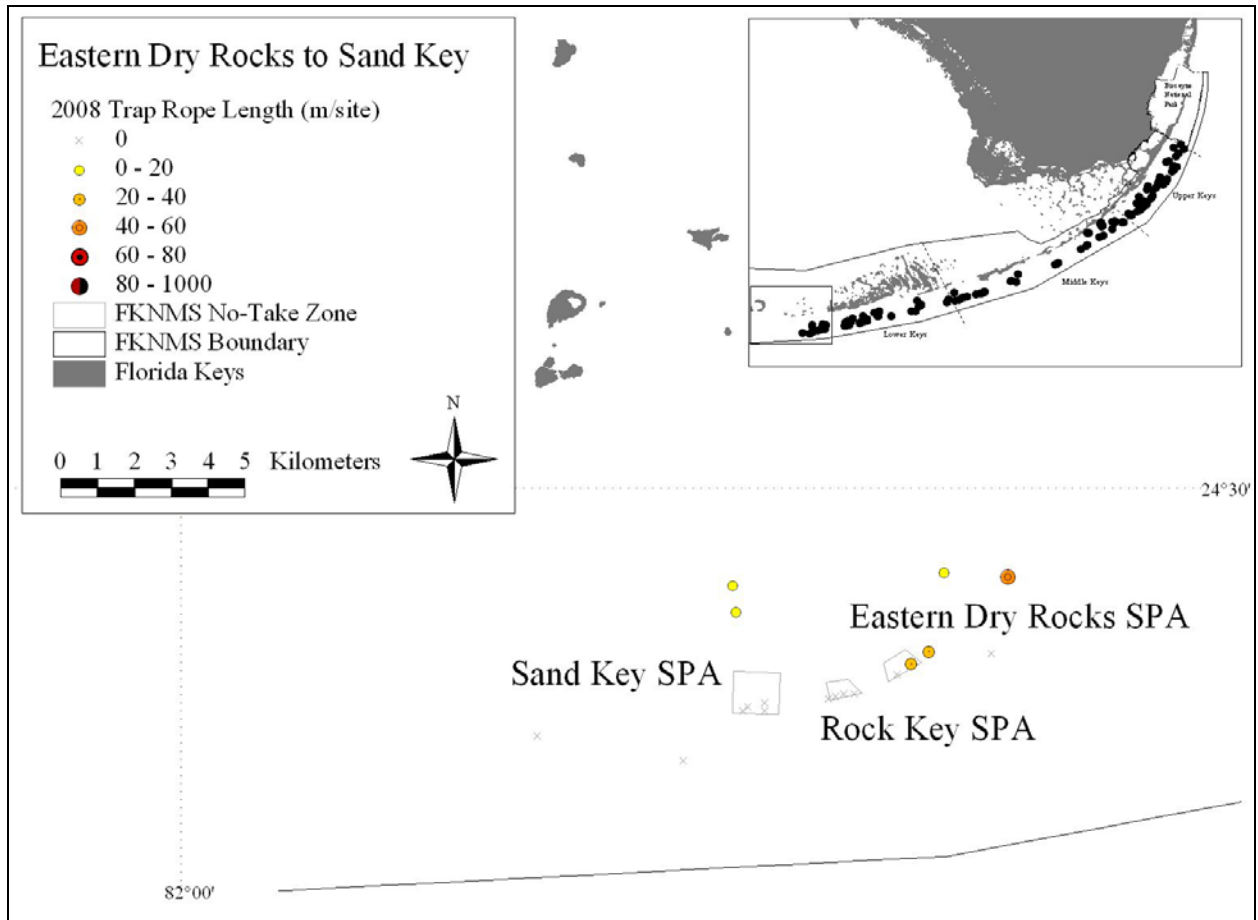 Eastern Dry Rocks to Sand Key
2008 Trap Rope Length (m/site)
0
0 - 20
20 - 40
40 - 60
60 - 80
80 - 1000
FKNMS No-Take Zone
FKNMS Boundary
Florida Keys
N
0 1 2 3 4 5 Kilometers
Biscayne
National
Park
Upper Keys
Middle Keys
Lower Keys
24°30'
Eastern Dry Rocks SPA
Sand Key SPA
Rock Key SPA
82°00'